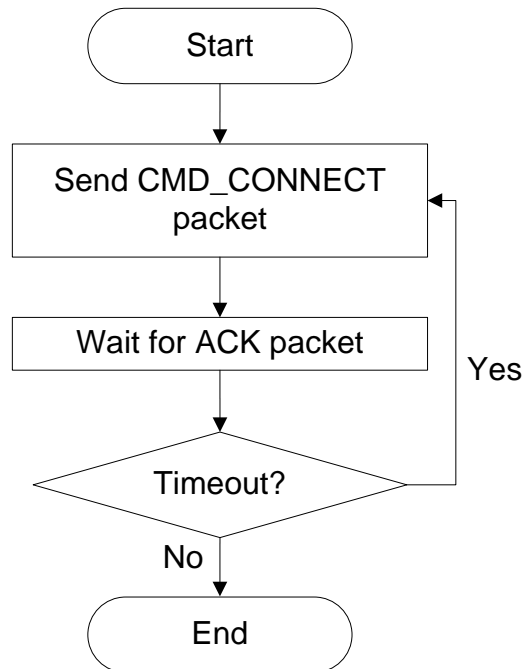 Start
Send CMD_CONNECT
packet
Wait for ACK packet
Yes
Timeout?
No
End